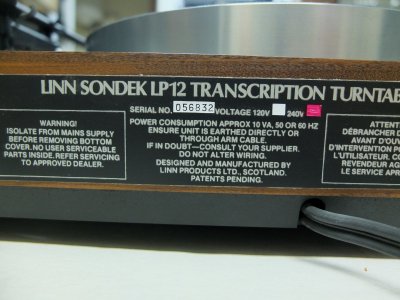 LINN SONDEK LP12 TRANSCRIPTION TURNTAB
SERIAL NO. 056832 VOLTAGE 120V 240V
POWER CONSUMPTION APPROX 10 VA, 50 OR 60 HZ
ENSURE UNIT IS EARTHED DIRECTLY OR
THROUGH ARM CABLE.
IF IN DOUBT—CONSULT YOUR SUPPLIER.
DO NOT ALTER WIRING.
DESIGNED AND MANUFACTURED BY
LINN PRODUCTS LTD., SCOTLAND.
PATENTS PENDING.
WARNING!
ISOLATE FROM MAINS SUPPLY
BEFORE REMOVING BOTTOM
COVER. NO USER SERVICEABLE
PARTS INSIDE. REFER SERVICING
TO APPROVED DEALER.
ATTENT
DÉBRANCHER D
AVANT D'OUV
D'INTERVENTION PO
L'UTILISATEUR. CO
REVENDEUR AG
LE SERVICE APR